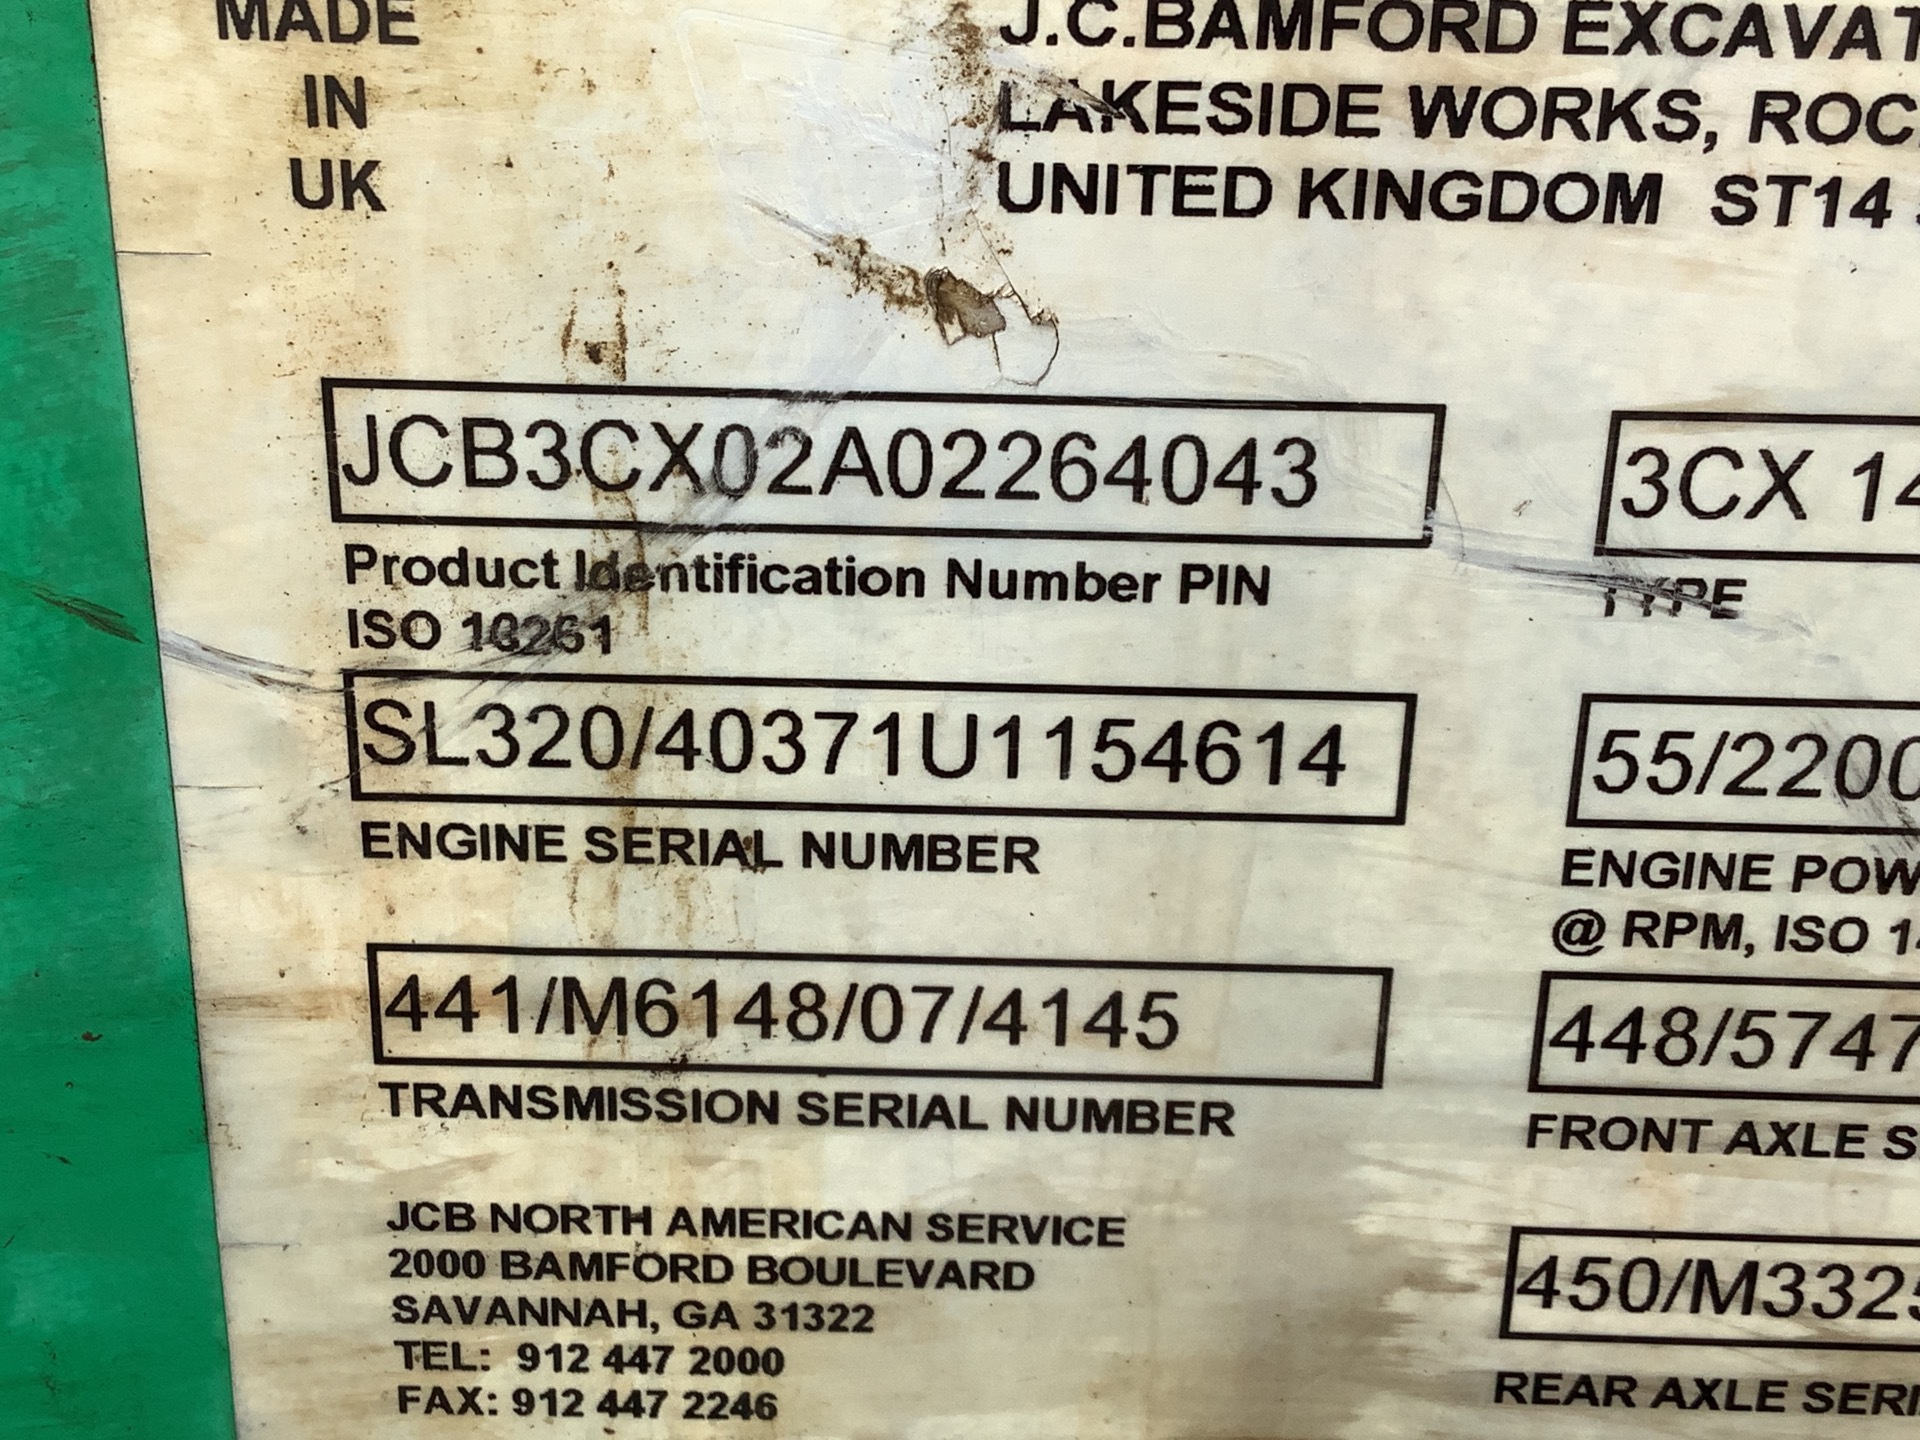 MADE
IN
UK
J.C.BAMFORD EXCAVAT
LAKESIDE WORKS, ROC
UNITED KINGDOM ST14
JCB3CX02A02264043
Product Identification Number PIN
ISO 10261
3CX 14
TYPE
SL320/40371U1154614
ENGINE SERIAL NUMBER
55/2200
ENGINE POW
@ RPM, ISO 14
441/M6148/07/4145
TRANSMISSION SERIAL NUMBER
448/5747
FRONT AXLE S
JCB NORTH AMERICAN SERVICE
2000 BAMFORD BOULEVARD
SAVANNAH, GA 31322
TEL: 912 447 2000
FAX: 912 447 2246
450/M3325
REAR AXLE SERI